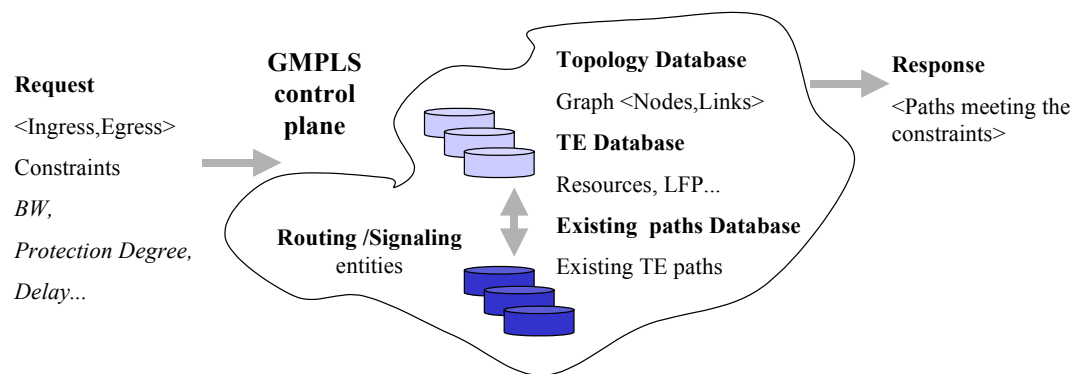 Request
<Ingress,Egress>
Constraints
BW,
Protection Degree,
Delay...
GMPLS
control
plane
Routing /Signaling
entities
Topology Database
Graph <Nodes,Links>
TE Database
Resources, LFP...
Existing paths Database
Existing TE paths
Response
<Paths meeting the
constraints>